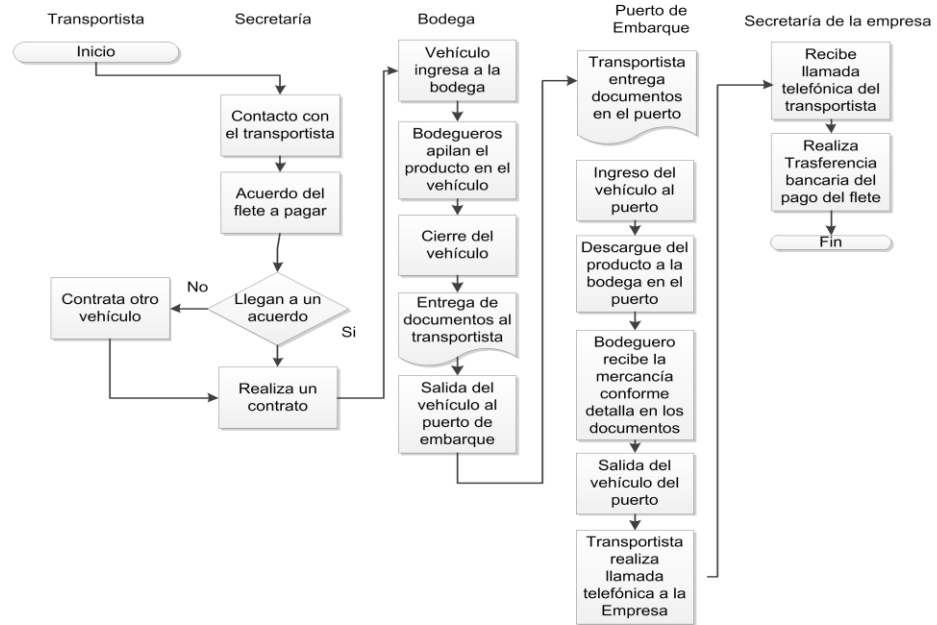 Transportista
Inicio
Secretaría
Contacto con
el transportista
Acuerdo del
flete a pagar
Llegan a un
acuerdo
No
Si
Contrata otro
vehículo
Realiza un
contrato
Bodega
Vehículo
ingresa a la
bodega
Bodegueros
apilan el
producto en el
vehículo
Cierre del
vehículo
Entrega de
documentos al
transportista
Salida del
vehículo al
puerto de
embarque
Puerto de
Embarque
Transportista
entrega
documentos
en el puerto
Ingreso del
vehículo al
puerto
Descargue del
producto a la
bodega en el
puerto
Bodeguero
recibe la
mercancía
conforme
detalla en los
documentos
Salida del
vehículo del
puerto
Transportista
realiza
llamada
telefónica a la
Empresa
Secretaría de la empresa
Recibe
llamada
telefónica del
transportista
Realiza
Trasferencia
bancaria del
pago del flete
Fin